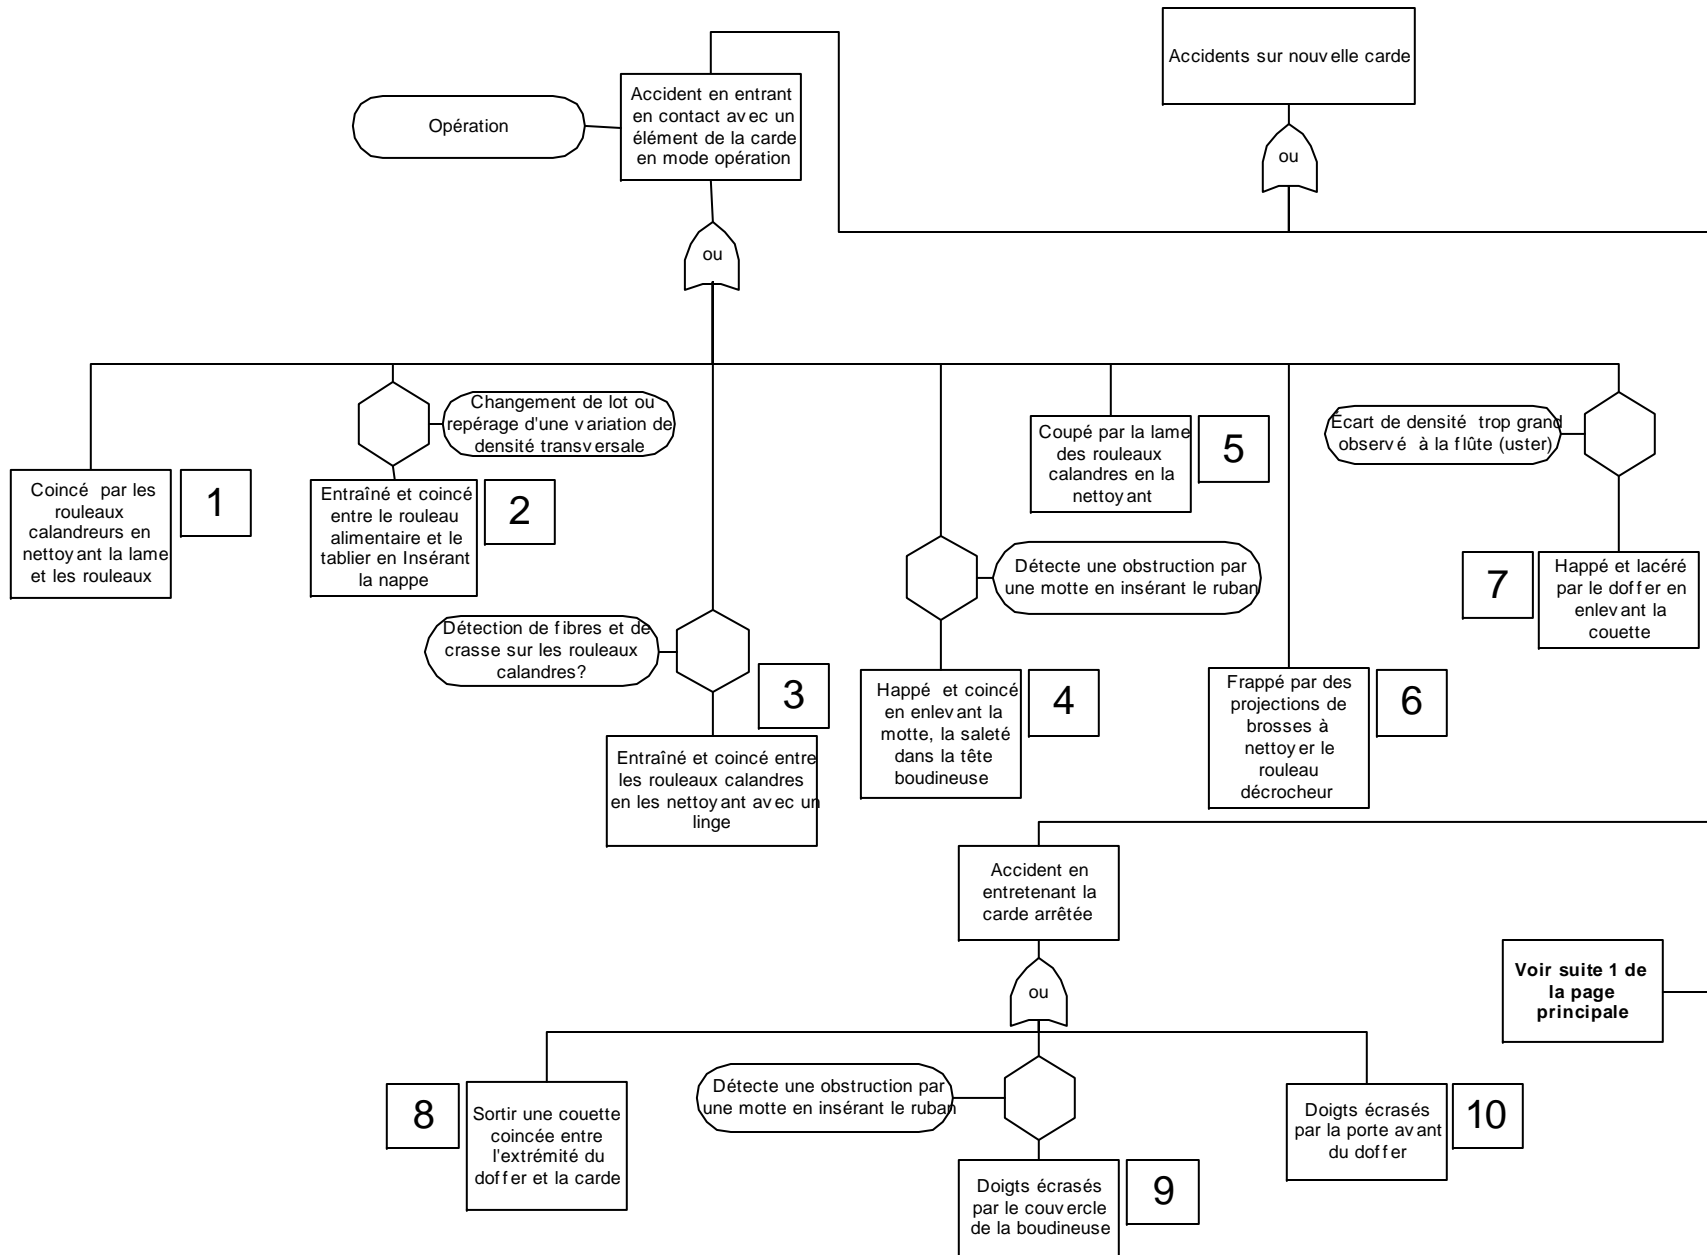 Accidents sur nouvelle carde
ou
Opération
Accident en entrant
en contact avec un
élément de la carde
en mode opération
ou
Coincé par les
rouleaux
calandreurs en
nettoyant la lame
et les rouleaux
1
Changement de lot ou
repérage d'une variation de
densité transversale
Entraîné et coincé
entre le rouleau
alimentaire et le
tablier en Insérant
la nappe
2
Détection de fibres et de
crasse sur les rouleaux
calandres?
3
Entraîné et coincé entre
les rouleaux calandres
en les nettoyant avec un
linge
Détecte une obstruction par
une motte en insérant le ruban
Happé et coincé
en enlevant la
motte, la saleté
dans la tête
boudineuse
4
Coupé par la lame
des rouleaux
calandres en la
nettoyant
5
Frappé par des
projections de
brosses à
nettoyer le
rouleau
décrocheur
6
Écart de densité trop grand
observé à la flûte (uster)
7
Happé et lacéré
par le doffer en
enlevant la
couette
Accident en
entretenant la
carde arrêtée
ou
Voir suite 1 de
la page
principale
8
Sortir une couette
coincée entre
l'extrémité du
doffer et la carde
Détecte une obstruction par
une motte en insérant le ruban
Doigts écrasés
par le couvercle
de la boudineuse
9
Doigts écrasés
par la porte avant
du doffer
10